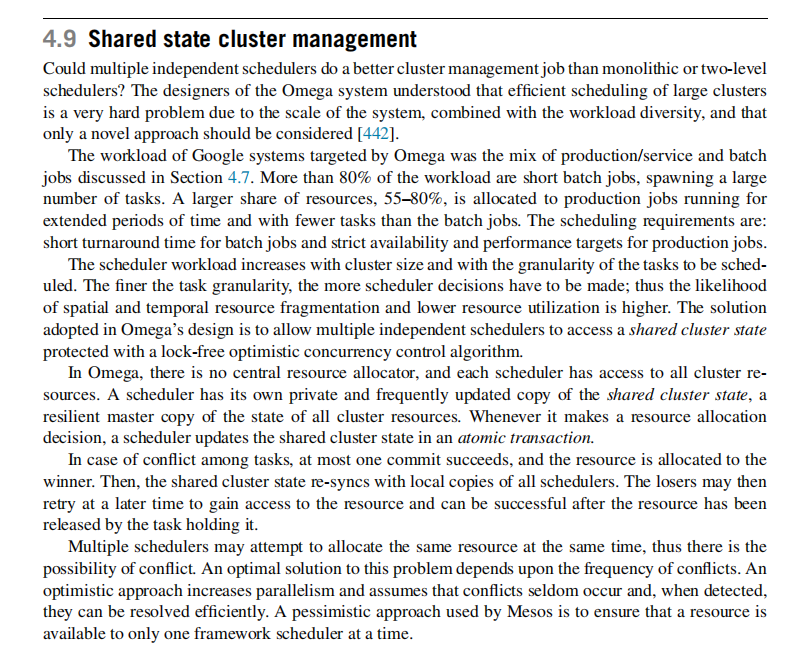 4.9 Shared state cluster management
Could multiple independent schedulers do a better cluster management job than monolithic or two-level
schedulers? The designers of the Omega system understood that efficient scheduling of large clusters
is a very hard problem due to the scale of the system, combined with the workload diversity, and that
only a novel approach should be considered [442].
The workload of Google systems targeted by Omega was the mix of production/service and batch
jobs discussed in Section 4.7. More than 80% of the workload are short batch jobs, spawning a large
number of tasks. A larger share of resources, 55–80%, is allocated to production jobs running for
extended periods of time and with fewer tasks than the batch jobs. The scheduling requirements are:
short turnaround time for batch jobs and strict availability and performance targets for production jobs.
The scheduler workload increases with cluster size and with the granularity of the tasks to be sched-
uled. The finer the task granularity, the more scheduler decisions have to be made; thus the likelihood
of spatial and temporal resource fragmentation and lower resource utilization is higher. The solution
adopted in Omega's design is to allow multiple independent schedulers to access a shared cluster state
protected with a lock-free optimistic concurrency control algorithm.
In Omega, there is no central resource allocator, and each scheduler has access to all cluster re-
sources. A scheduler has its own private and frequently updated copy of the shared cluster state, a
resilient master copy of the state of all cluster resources. Whenever it makes a resource allocation
decision, a scheduler updates the shared cluster state in an atomic transaction.
In case of conflict among tasks, at most one commit succeeds, and the resource is allocated to the
winner. Then, the shared cluster state re-syncs with local copies of all schedulers. The losers may then
retry at a later time to gain access to the resource and can be successful after the resource has been
released by the task holding it.
Multiple schedulers may attempt to allocate the same resource at the same time, thus there is the
possibility of conflict. An optimal solution to this problem depends upon the frequency of conflicts. An
optimistic approach increases parallelism and assumes that conflicts seldom occur and, when detected,
they can be resolved efficiently. A pessimistic approach used by Mesos is to ensure that a resource is
available to only one framework scheduler at a time.